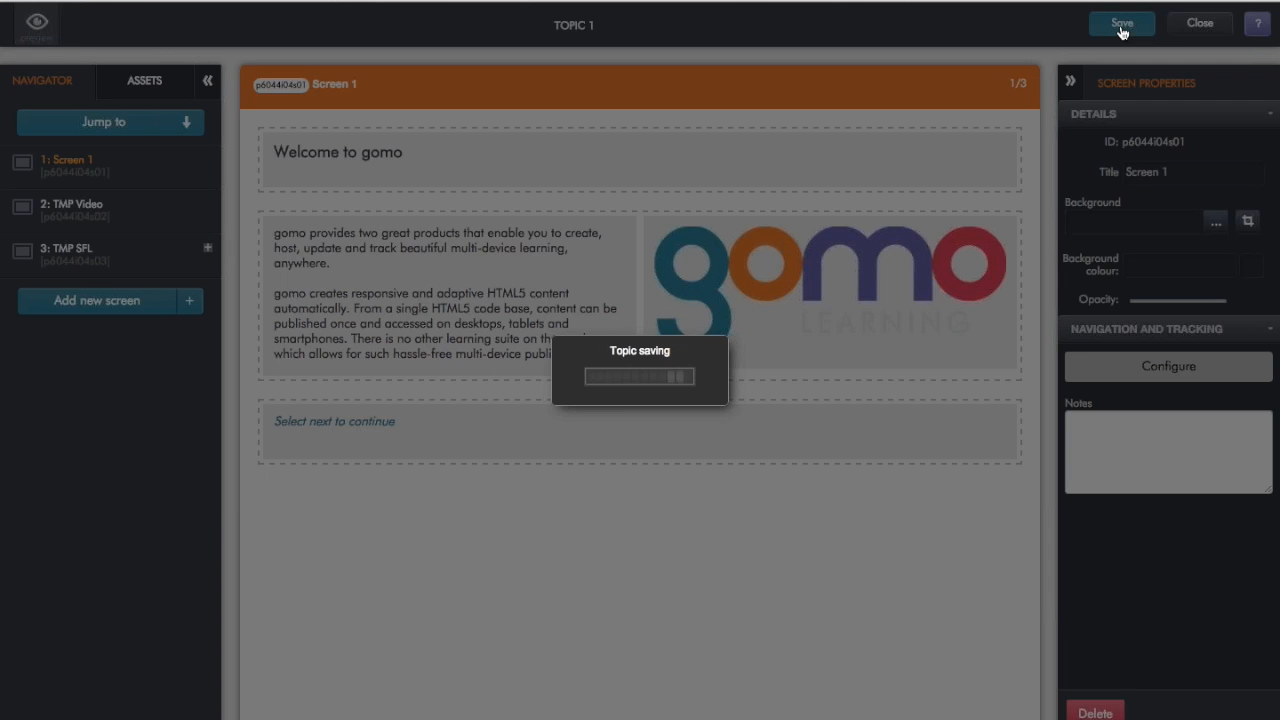 TOPIC 1
Save
Close
?
preview
NAVIGATOR
ASSETS
Jump to
1: Screen 1
[p6044i04s01]
2: TMP Video
[p6044i04s02]
3: TMP SFL
[p6044i04s03]
Add new screen
p6044i04s01 Screen 1
1/3
Welcome to gomo
gomo provides two great products that enable you to create,
host, update and track beautiful multi-device learning,
anywhere.
gomo creates responsive and adaptive HTML5 content
automatically. From a single HTML5 code base, content can be
published once and accessed on desktops, tablets and
smartphones. There is no other learning suite on
which allows for such hassle-free multi-device
gomo
LEARNING
Topic saving
Select next to continue
SCREEN PROPERTIES
DETAILS
ID: p6044i04s01
Title Screen 1
Background
...
Background
colour:
Opacity:
NAVIGATION AND TRACKING
Configure
Notes
Delete